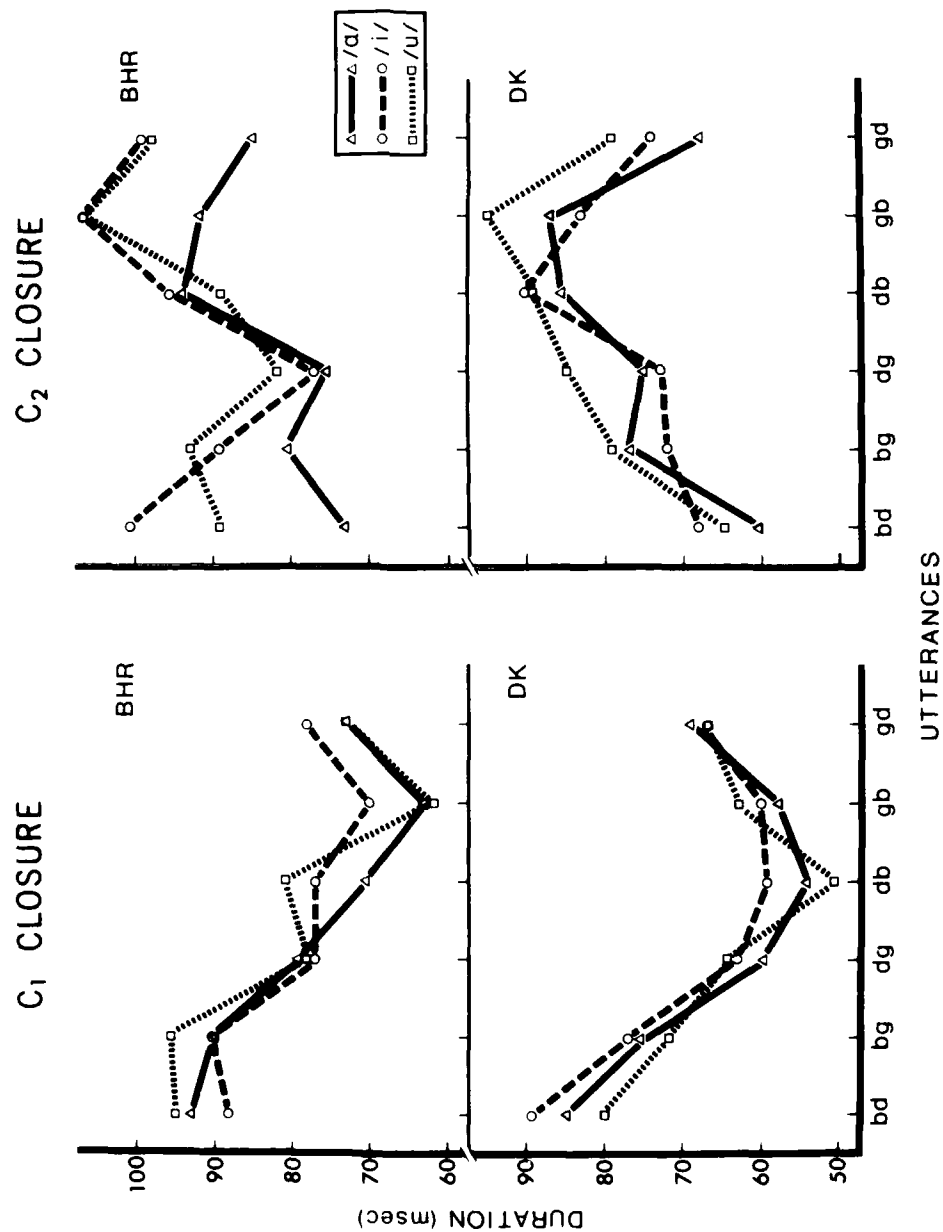 C1 CLOSURE
C2 CLOSURE
BHR
BHR
/a/
/i/
/u/
100
90
80
70
60
DK
DK
90
80
70
60
50
DURATION (msec)
bd bg dg db gb gd
bd bg dg db gb gd
UTTERANCES